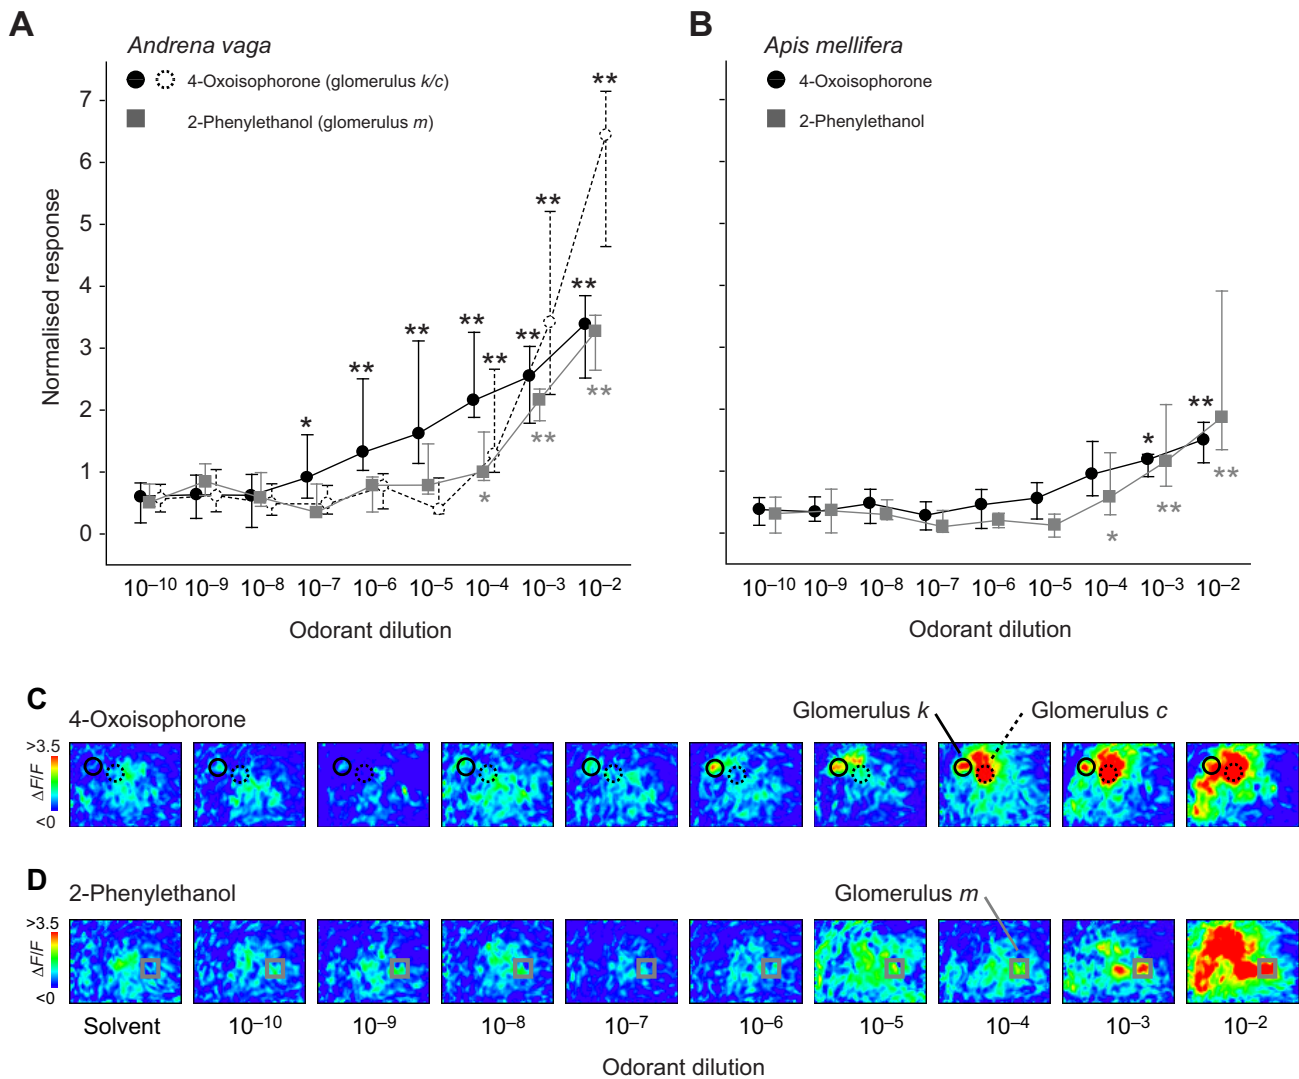 A
B
Andrena vaga
4-Oxoisophorone (glomerulus k/c)
2-Phenylethanol (glomerulus m)
Apis mellifera
4-Oxoisophorone
2-Phenylethanol
Normalised response
7
6
5
4
3
2
1
0
** ** ** ** ** ** ** ** * ** ** *
** * ** ** *
10⁻¹⁰ 10⁻⁹ 10⁻⁸ 10⁻⁷ 10⁻⁶ 10⁻⁵ 10⁻⁴ 10⁻³ 10⁻²
Odorant dilution
10⁻¹⁰ 10⁻⁹ 10⁻⁸ 10⁻⁷ 10⁻⁶ 10⁻⁵ 10⁻⁴ 10⁻³ 10⁻²
Odorant dilution
C
4-Oxoisophorone
Glomerulus k
Glomerulus c
>3.5
ΔF/F
<0
D
2-Phenylethanol
Glomerulus m
>3.5
ΔF/F
<0
Solvent 10⁻¹⁰ 10⁻⁹ 10⁻⁸ 10⁻⁷ 10⁻⁶ 10⁻⁵ 10⁻⁴ 10⁻³ 10⁻²
Odorant dilution